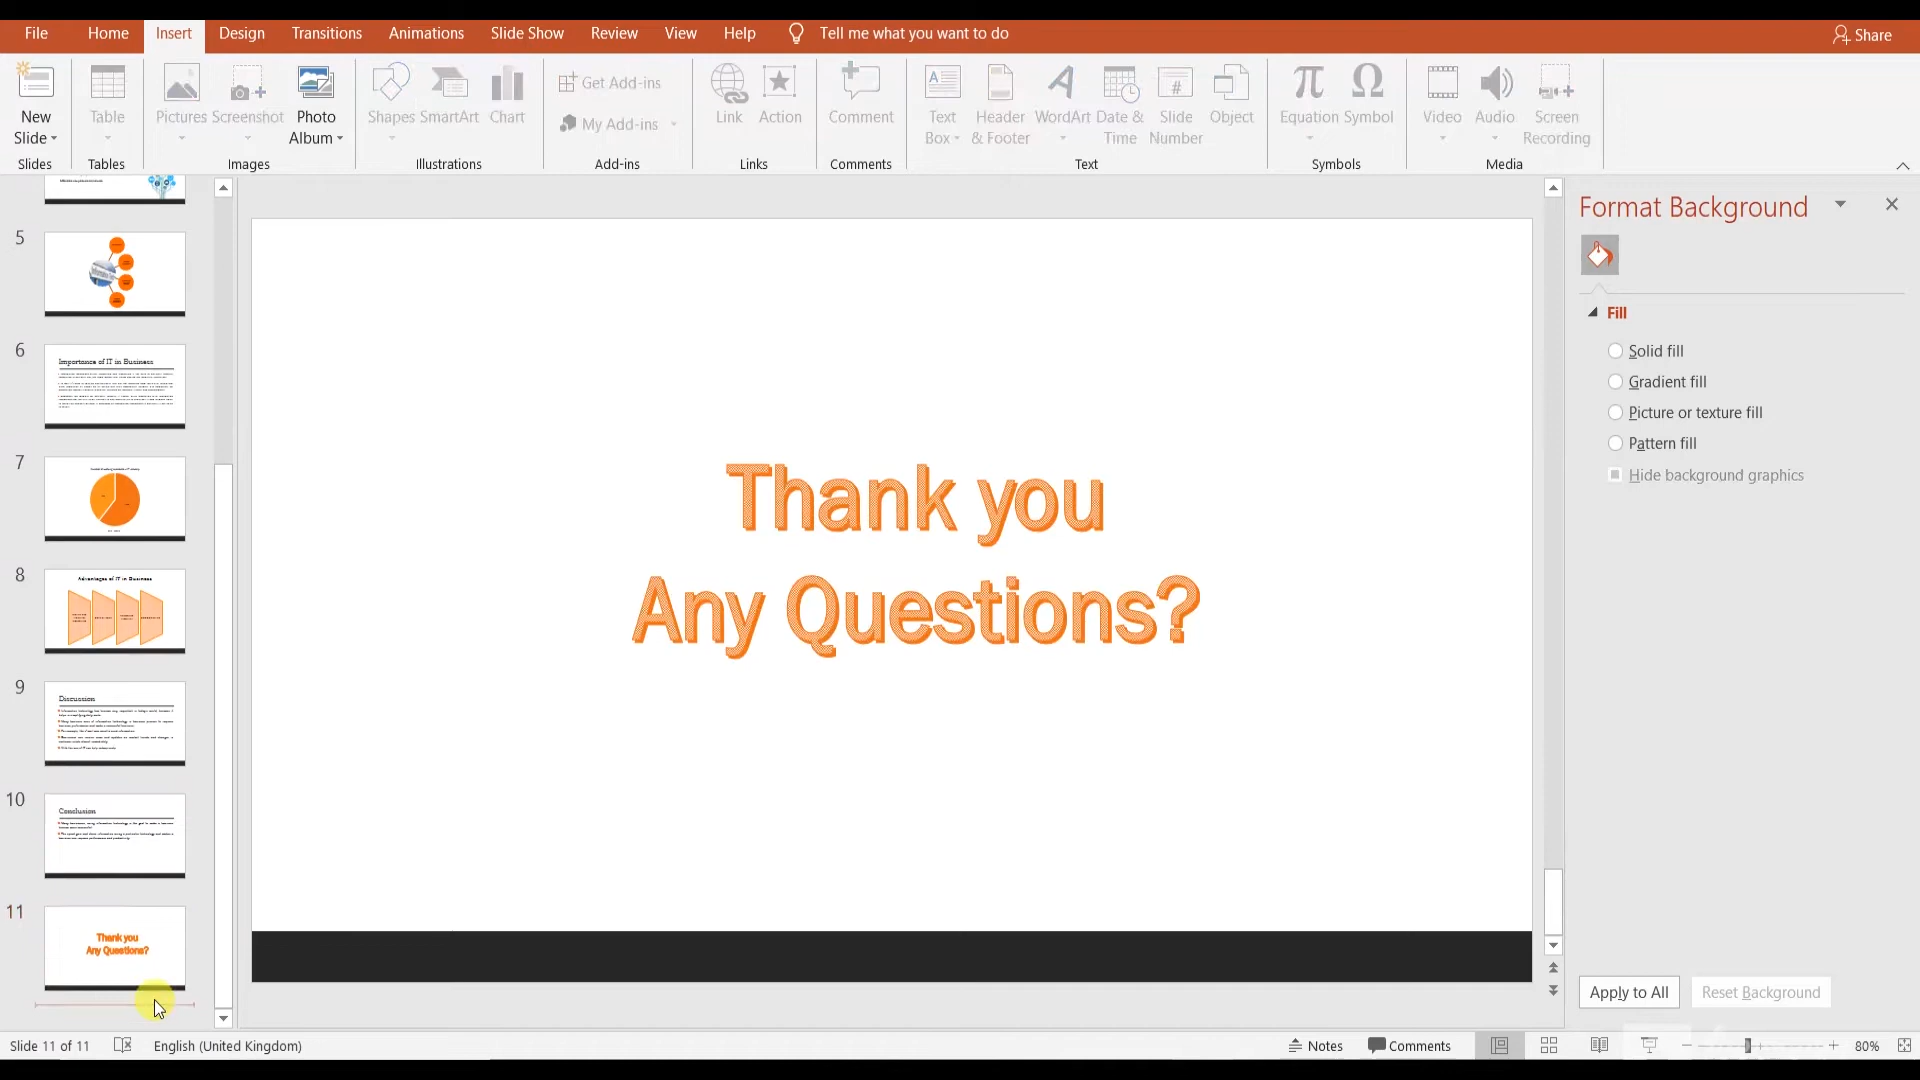 File Home Insert Design Transitions Animations Slide Show Review View Help Tell me what you want to do Share
New Slide Table Pictures Screenshot Photo Album Shapes SmartArt Chart Get Add-ins My Add-ins Link Action Comment Text Box Header & Footer WordArt Date & Time Slide Number Object Equation Symbol Video Audio Screen Recording
Slides Tables Images Illustrations Add-ins Links Comments Text Symbols Media
5
6
Importance of IT in Business
7
8
Advantages of IT in Business
9
Discussion
10
Conclusion
11
Thank you
Any Questions?
Thank you
Any Questions?
Format Background
Fill
Solid fill
Gradient fill
Picture or texture fill
Pattern fill
Hide background graphics
Apply to All Reset Background
Slide 11 of 11 English (United Kingdom) Notes Comments 80%